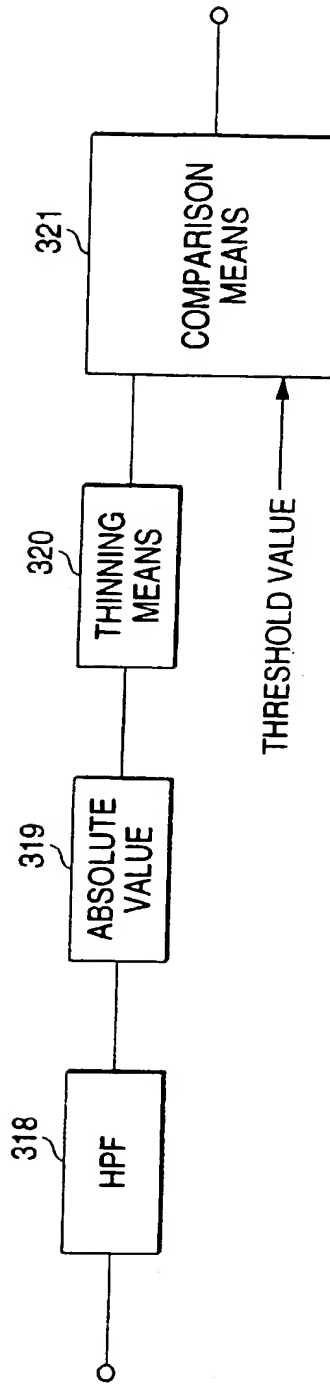 318
HPF
319
ABSOLUTE
VALUE
320
THINNING
MEANS
321
COMPARISON
MEANS
THRESHOLD VALUE